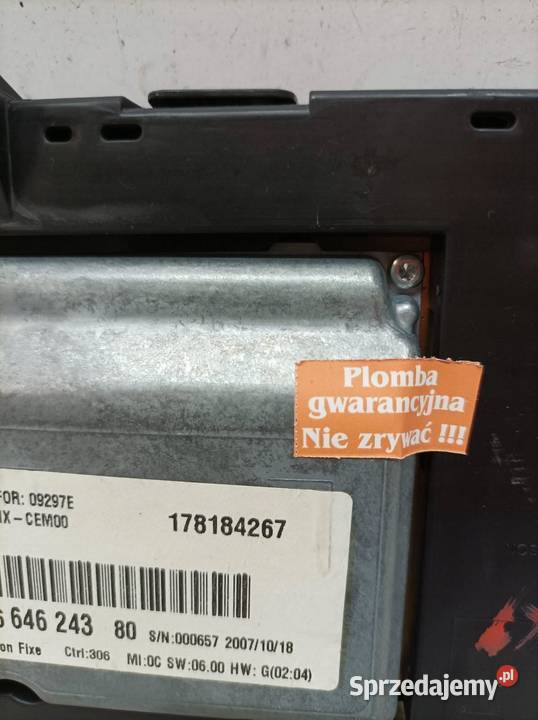 Plomba
gwarancyjna
Nie zrywać !!!
FOR: 09297E
IX-CEM00
178184267
6 646 243 80 S/N:000657 2007/10/18
on Fixe Ctrl:306 MI:0C SW:06.00 HW: G(02:04)
Sprzedajemy.pl